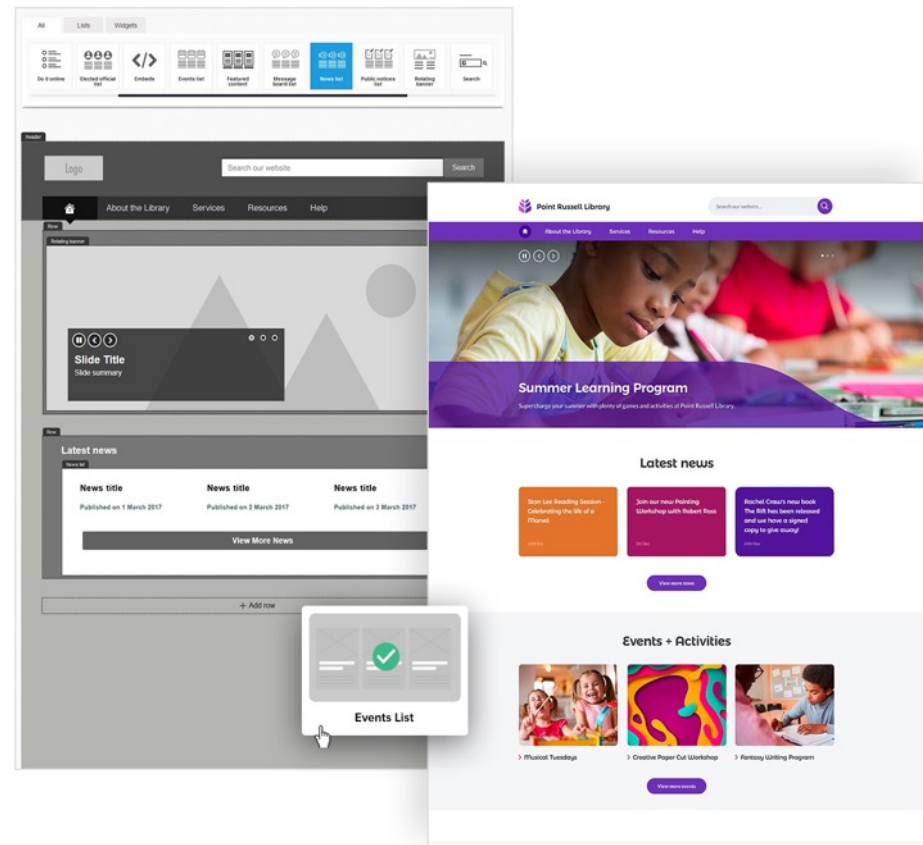 All Lists Widgets
Do it online Elected official list Embeds Events list Featured content Message board list News list Public notices list Rotating banner Search
Header
Logo Search our website Search
About the Library Services Resources Help
Row
Rotating banner
Slide Title
Slide summary
Row
Latest news
News list
News title News title News title
Published on 1 March 2017 Published on 2 March 2017 Published on 3 March 2017
View More News
+ Add row
Events List
Point Russell Library Search our website...
About the Library Services Resources Help
Summer Learning Program
Supercharge your summer with plenty of games and activities at Point Russell Library.
Latest news
Stan Lee Reading Session -
Celebrating the life of a
Marvel
Join our new Painting
Workshop with Robert Ross
Rachel Craw's new book
The Rift has been released
and we have a signed
copy to give away!
View more news
Events + Activities
Musical Tuesdays Creative Paper Cut Workshop Fantasy Writing Program
View more events